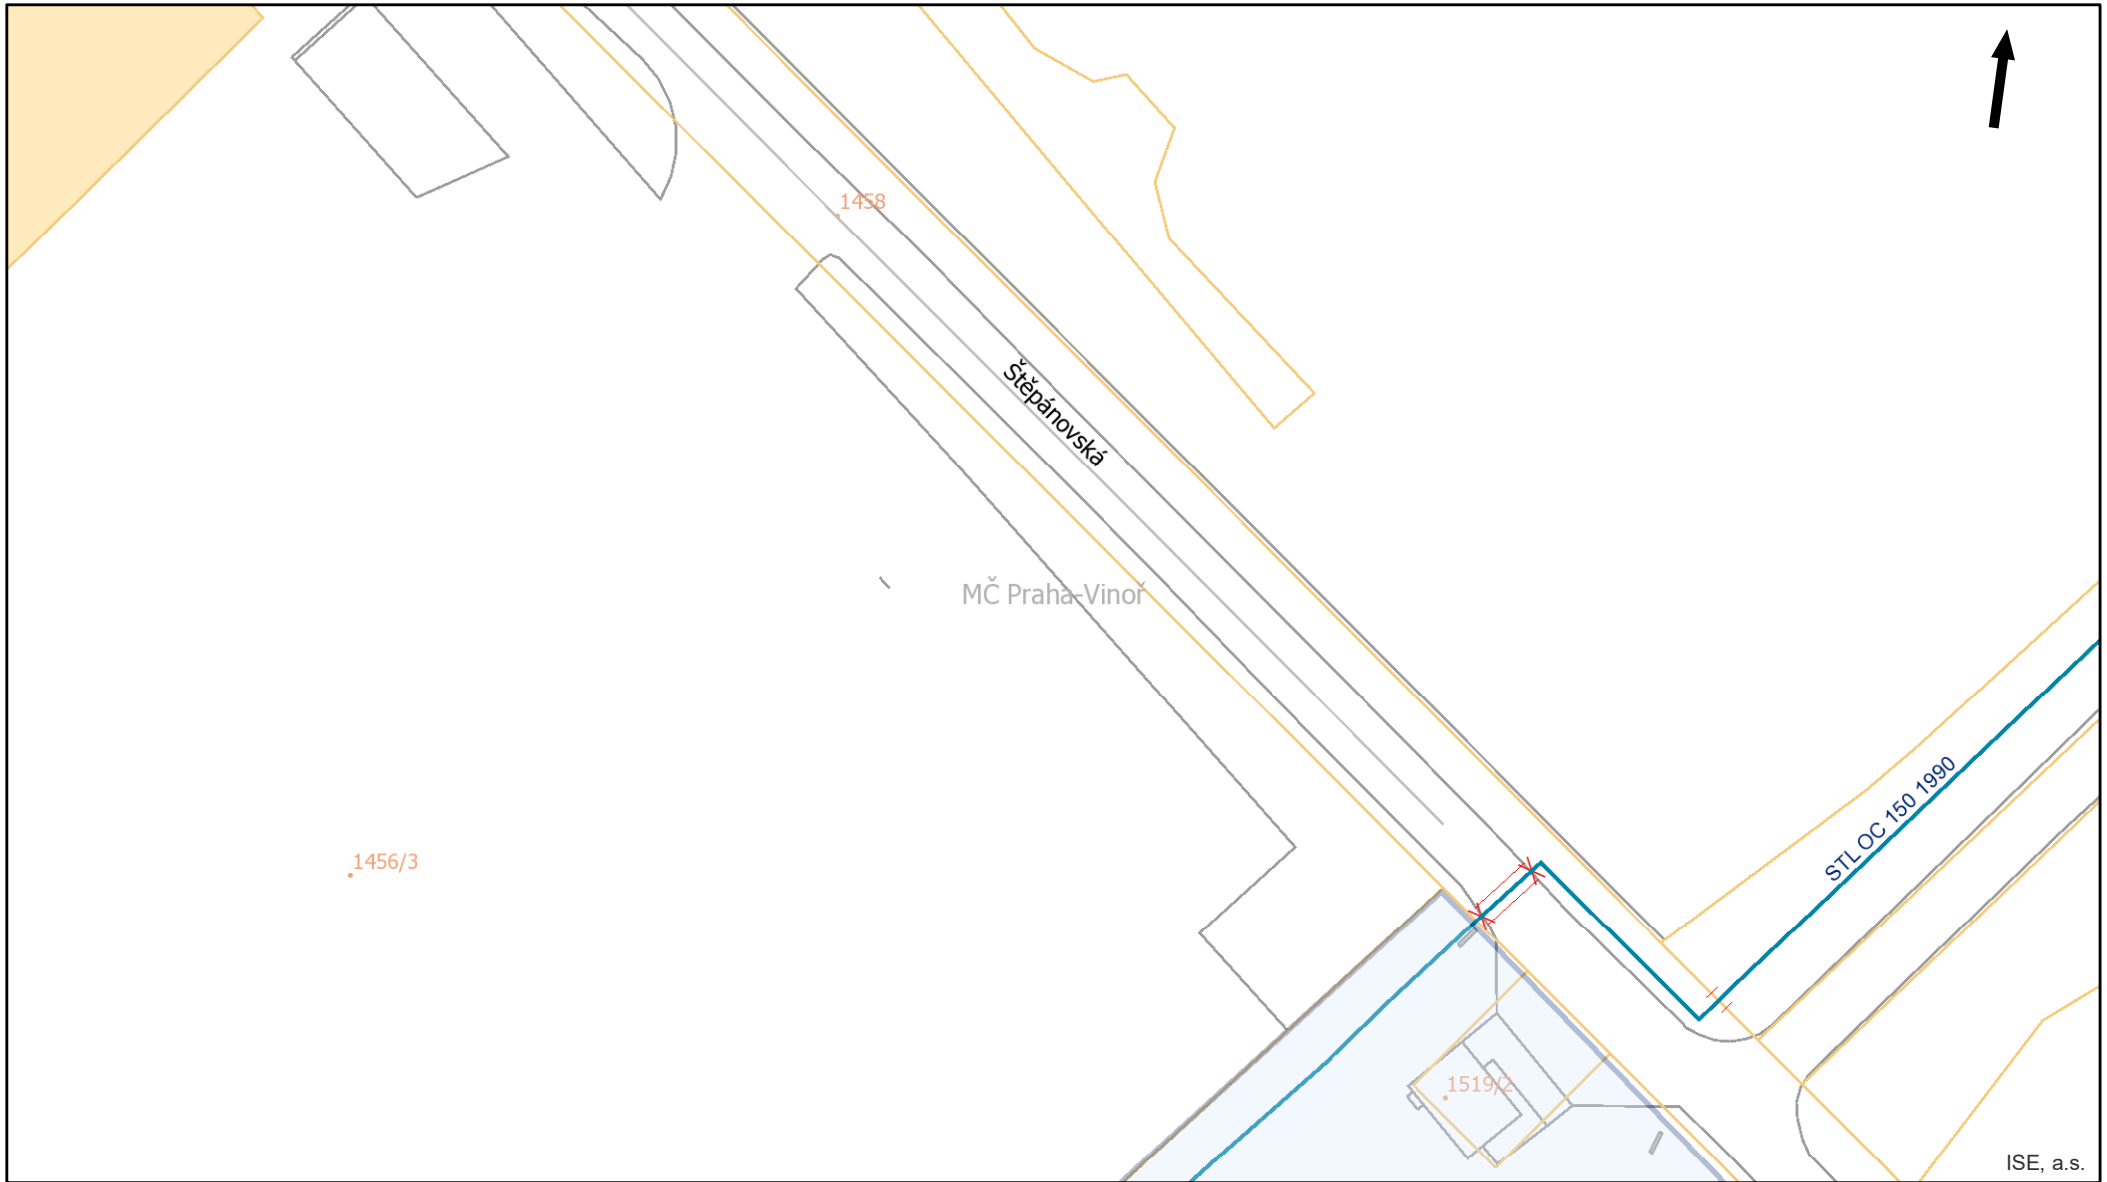 1458
Štěpánovská
MČ Praha-Vinoř
STL OC 150 1990
1456/3
1519/2
ISE, a.s.